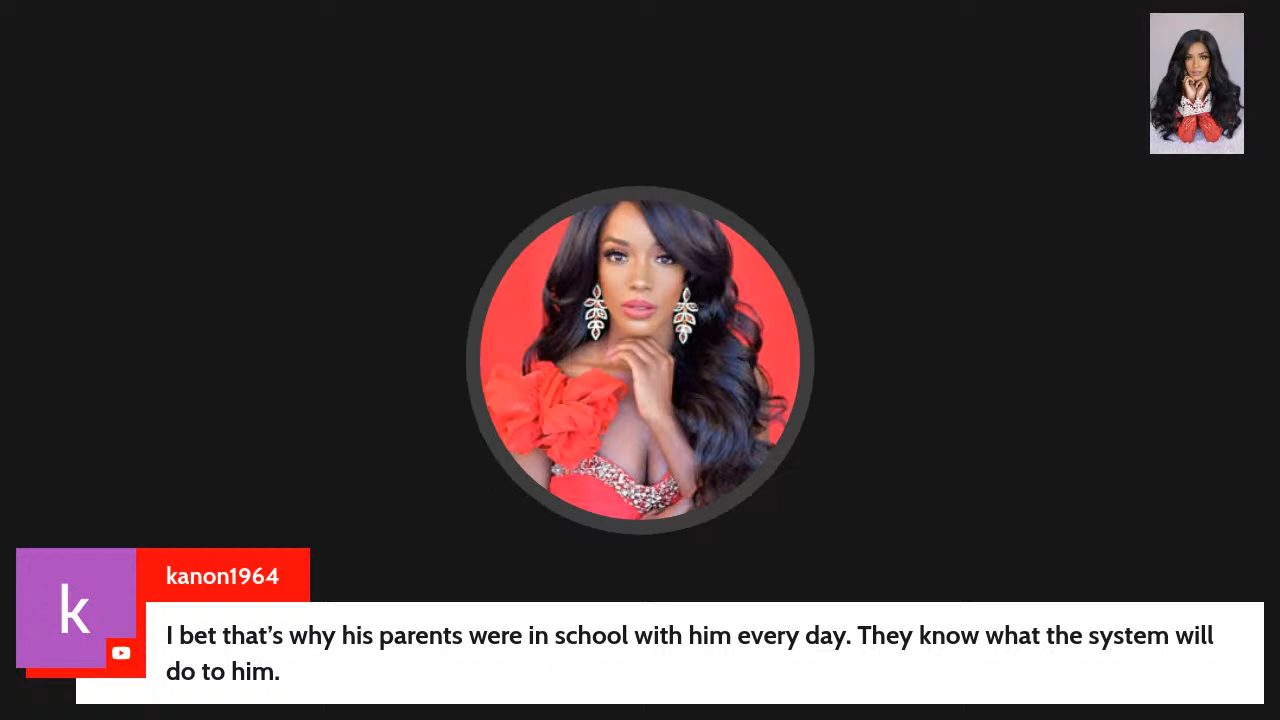 k
kanon1964
I bet that’s why his parents were in school with him every day. They know what the system will
do to him.